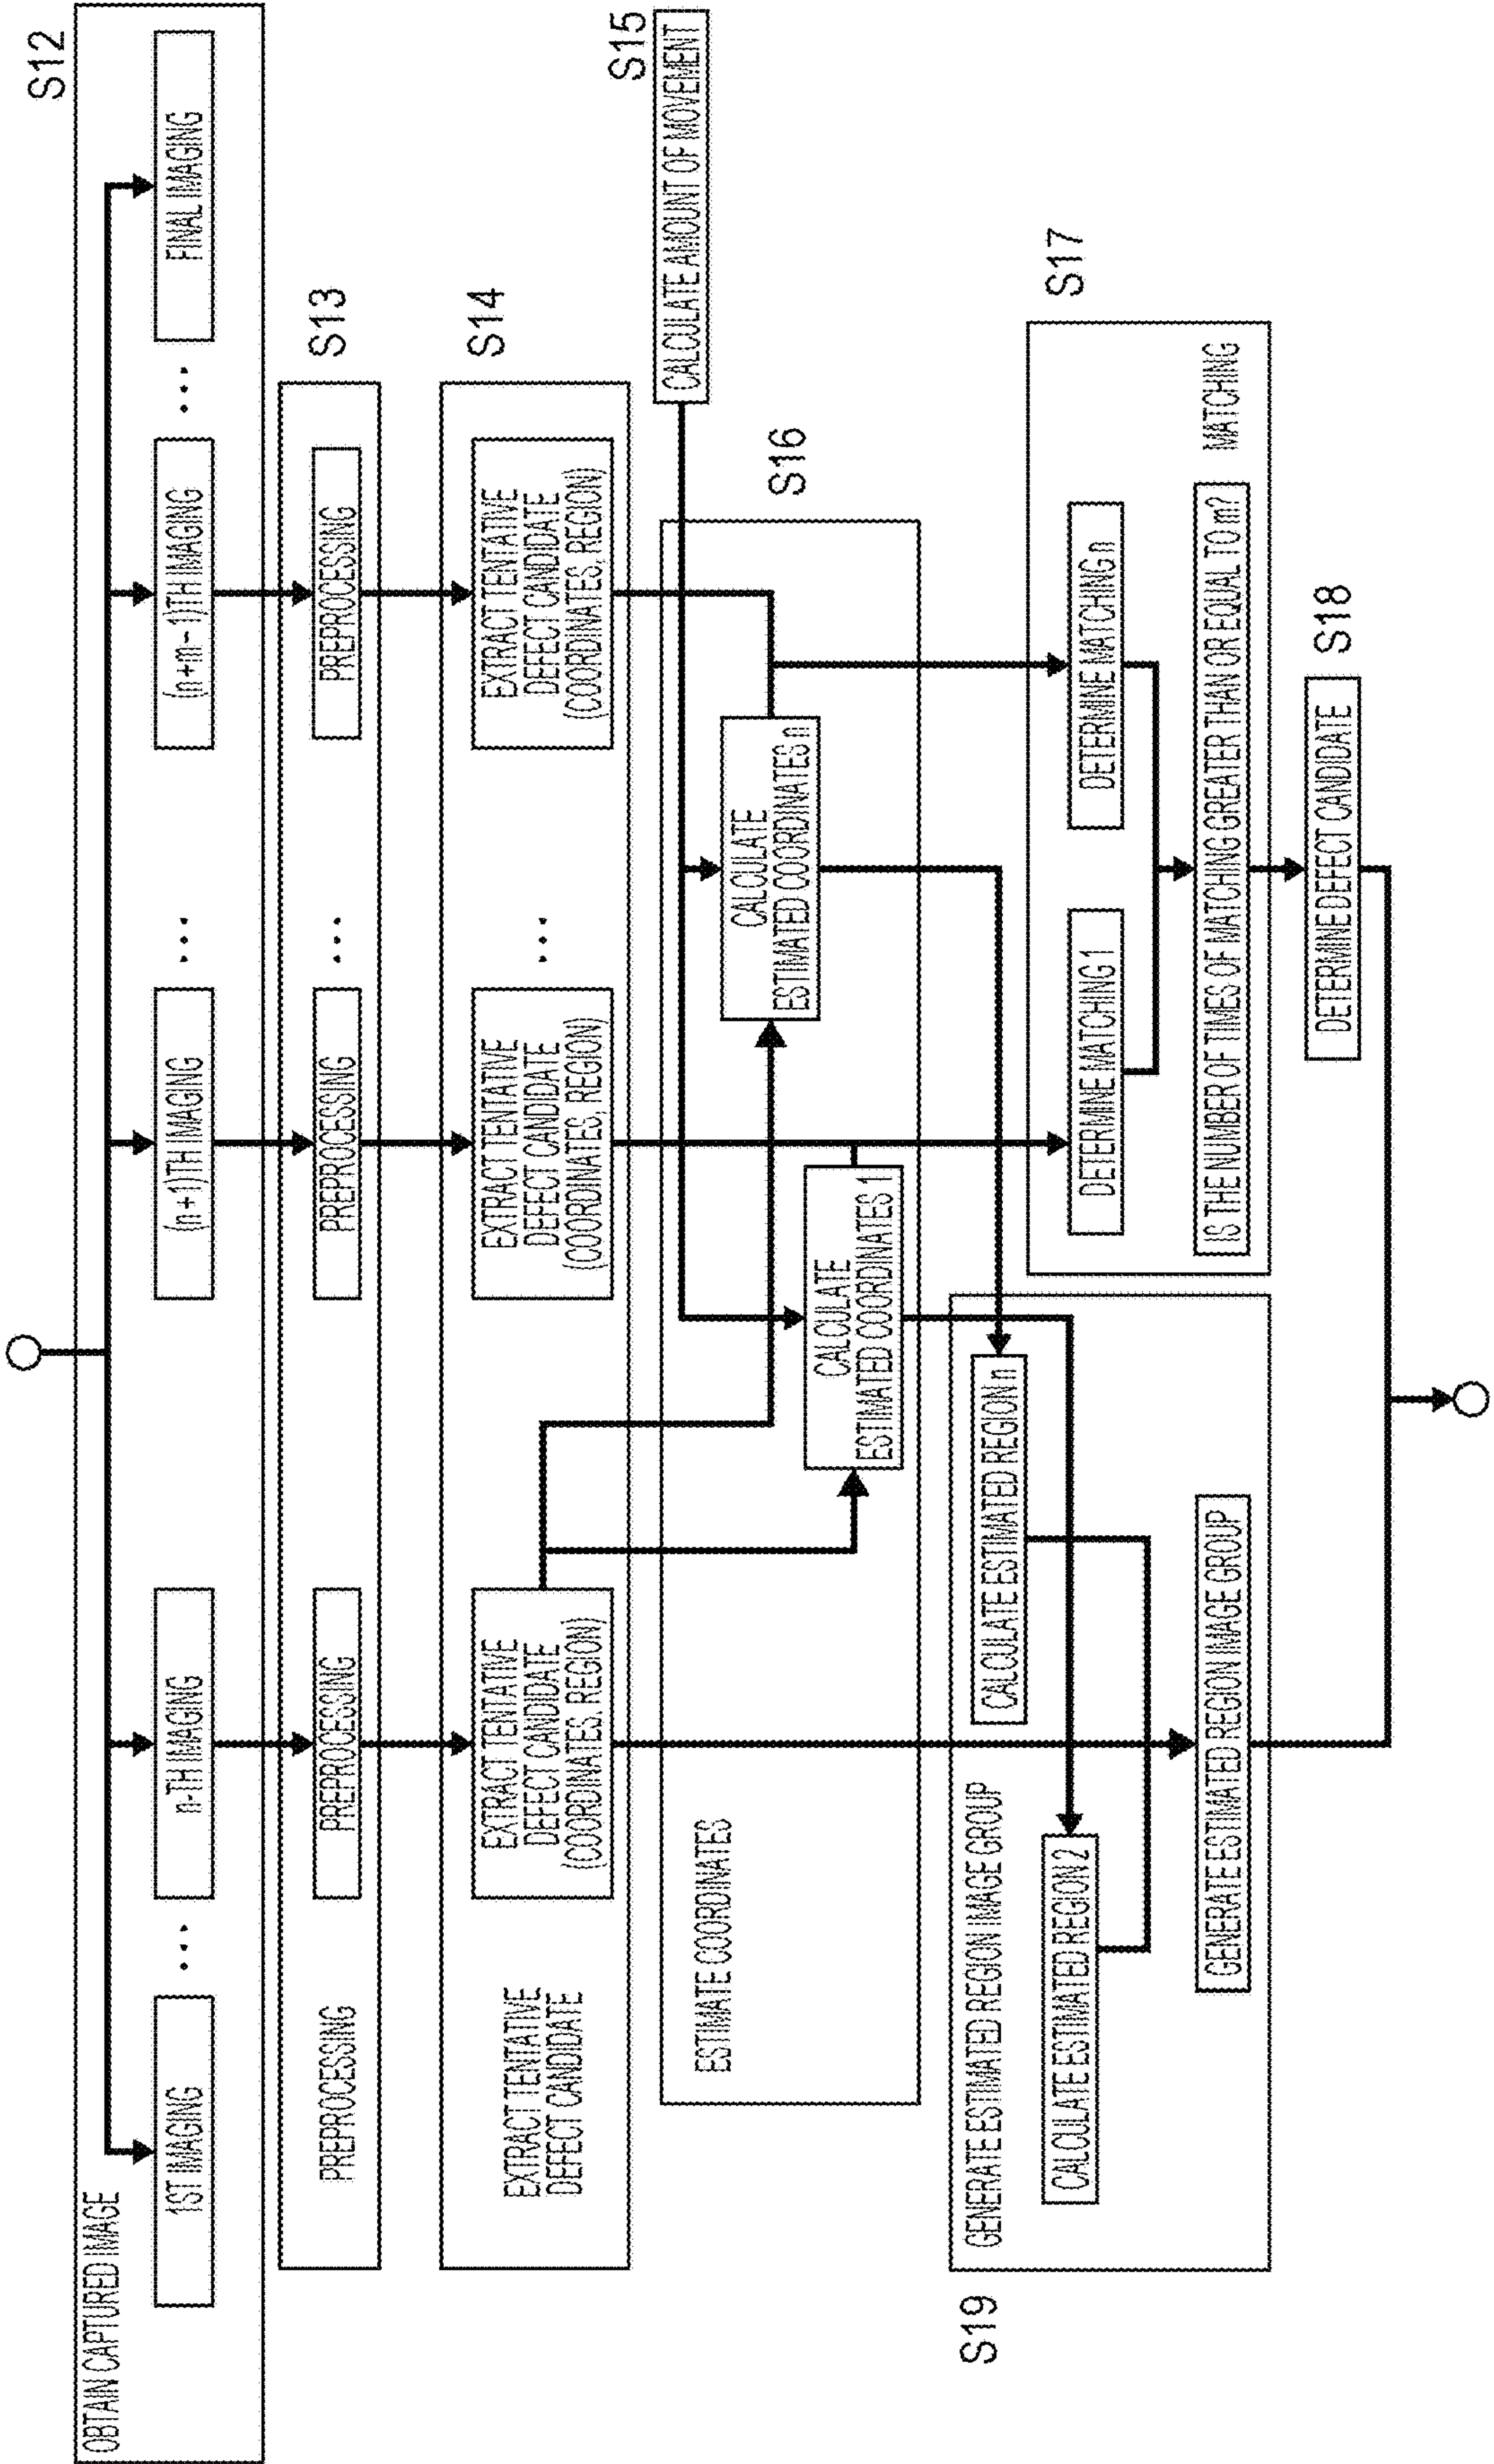 S12
OBTAIN CAPTURED IMAGE
1ST IMAGING
...
n-TH IMAGING
(n+1)TH IMAGING
...
(n+m-1)TH IMAGING
...
FINAL IMAGING
S13
PREPROCESSING
PREPROCESSING
PREPROCESSING
...
PREPROCESSING
S14
EXTRACT TENTATIVE
DEFECT CANDIDATE
EXTRACT TENTATIVE
DEFECT CANDIDATE
(COORDINATES, REGION)
EXTRACT TENTATIVE
DEFECT CANDIDATE
(COORDINATES, REGION)
...
EXTRACT TENTATIVE
DEFECT CANDIDATE
(COORDINATES, REGION)
S15
CALCULATE AMOUNT OF MOVEMENT
S16
ESTIMATE COORDINATES
CALCULATE
ESTIMATED COORDINATES n
CALCULATE
ESTIMATED COORDINATES 1
S19
GENERATE ESTIMATED REGION IMAGE GROUP
CALCULATE ESTIMATED REGION n
CALCULATE ESTIMATED REGION 2
GENERATE ESTIMATED REGION IMAGE GROUP
S17
DETERMINE MATCHING 1
DETERMINE MATCHING n
IS THE NUMBER OF TIMES OF MATCHING GREATER THAN OR EQUAL TO m?
MATCHING
S18
DETERMINE DEFECT CANDIDATE